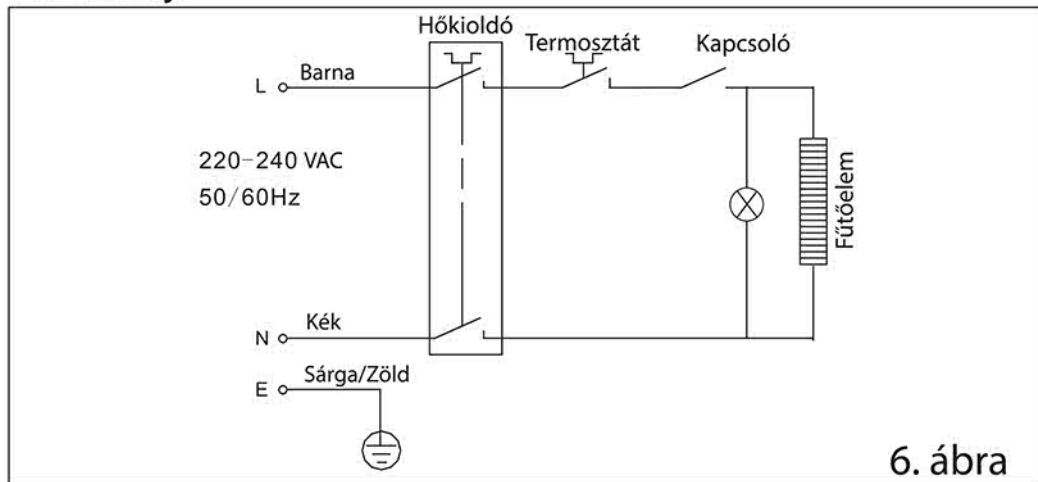 Hőkioldó
Termosztát
Kapcsoló
L
Barna
220-240 VAC
50/60Hz
Fűtőelem
N
Kék
E
Sárga/Zöld
6. ábra